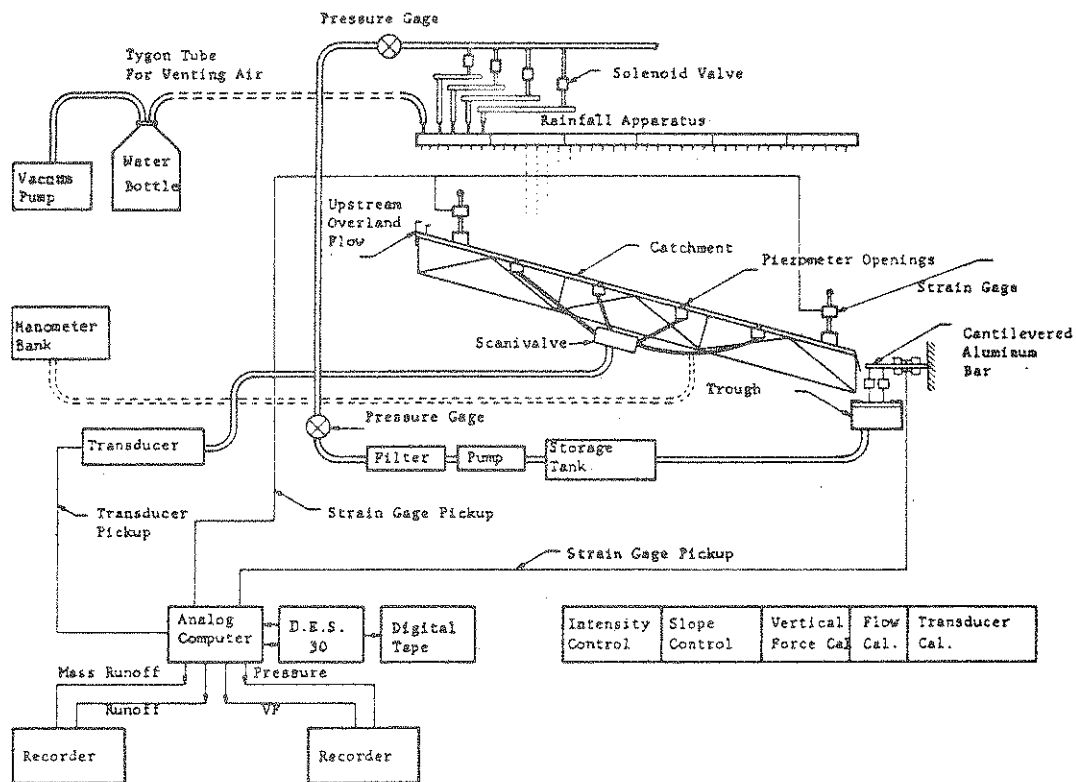 Pressure Gage
Tygon Tube
For Venting Air
Solenoid Valve
Rainfall Apparatus
Vacuum
Pump
Water
Bottle
Upstream
Overland
Flow
Catchment
Piezometer Openings
Strain Gage
Manometer
Bank
Scanivalve
Cantilevered
Aluminum
Bar
Trough
Pressure Gage
Transducer
Filter
Pump
Storage
Tank
Transducer
Pickup
Strain Gage Pickup
Strain Gage Pickup
Analog
Computer
D.E.S.
30
Digital
Tape
Intensity
Control
Slope
Control
Vertical
Force Cal
Flow
Cal.
Transducer
Cal.
Mass Runoff
Pressure
Runoff
VF
Recorder
Recorder